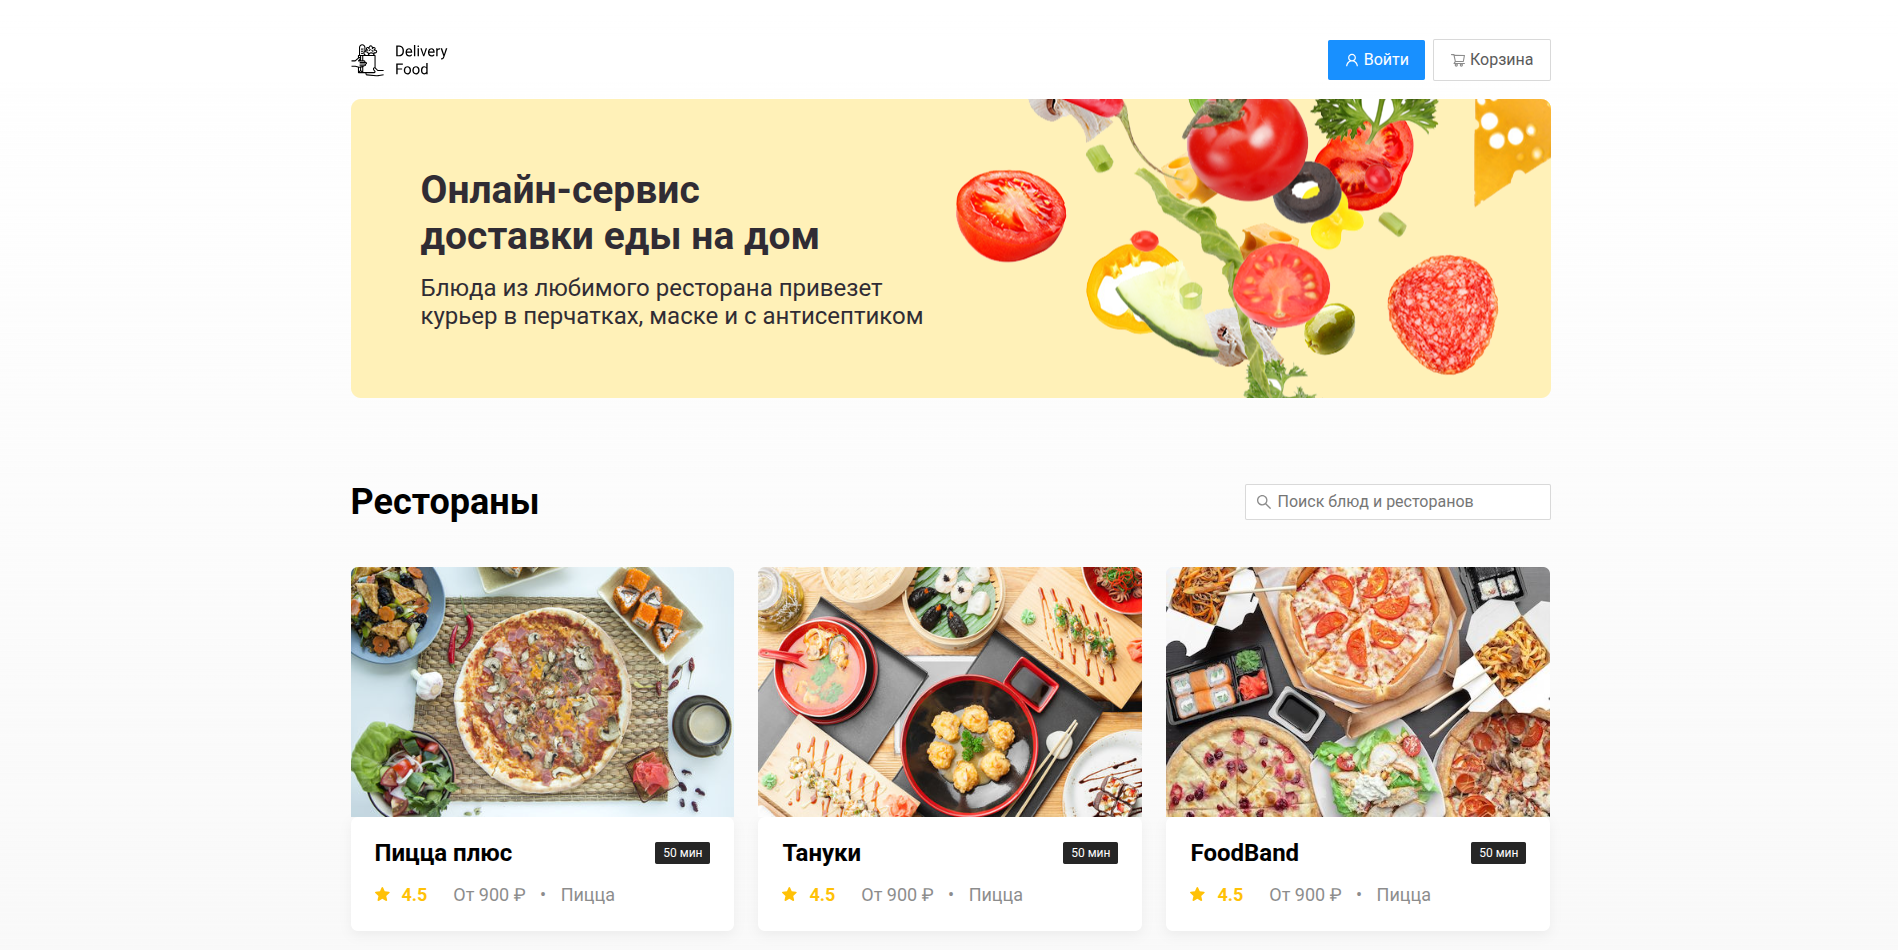 Delivery
Food
Войти
Корзина
Онлайн-сервис
доставки еды на дом
Блюда из любимого ресторана привезет
курьер в перчатках, маске и с антисептиком
Рестораны
Поиск блюд и ресторанов
Пицца плюс
50 мин
4.5 От 900 ₽ • Пицца
Тануки
50 мин
4.5 От 900 ₽ • Пицца
FoodBand
50 мин
4.5 От 900 ₽ • Пицца